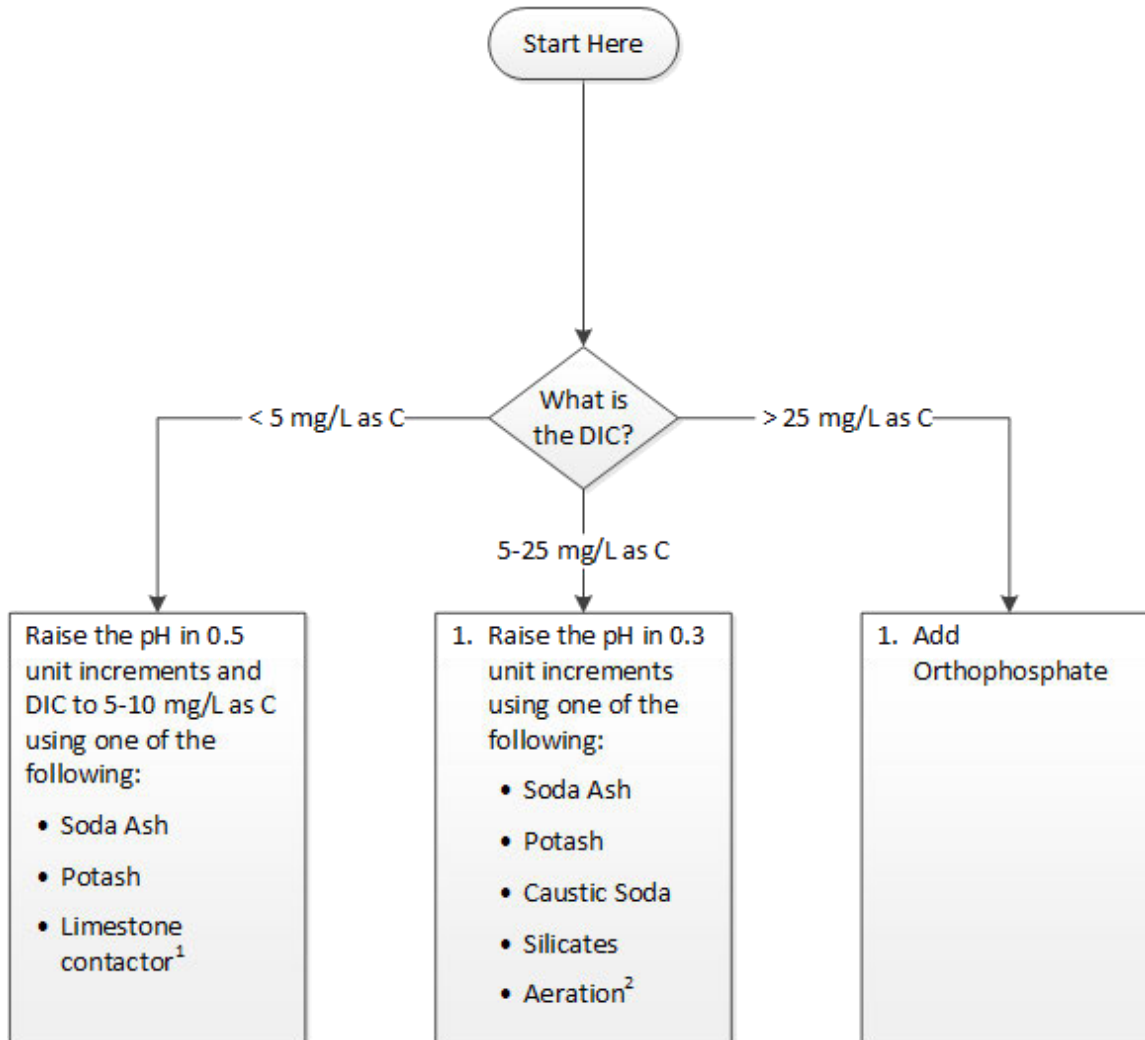 Start Here
What is
the DIC?
< 5 mg/L as C
> 25 mg/L as C
5-25 mg/L as C
Raise the pH in 0.5
unit increments and
DIC to 5-10 mg/L as C
using one of the
following:
• Soda Ash
• Potash
• Limestone
contactor¹
1. Raise the pH in 0.3
unit increments
using one of the
following:
• Soda Ash
• Potash
• Caustic Soda
• Silicates
• Aeration²
1. Add
Orthophosphate